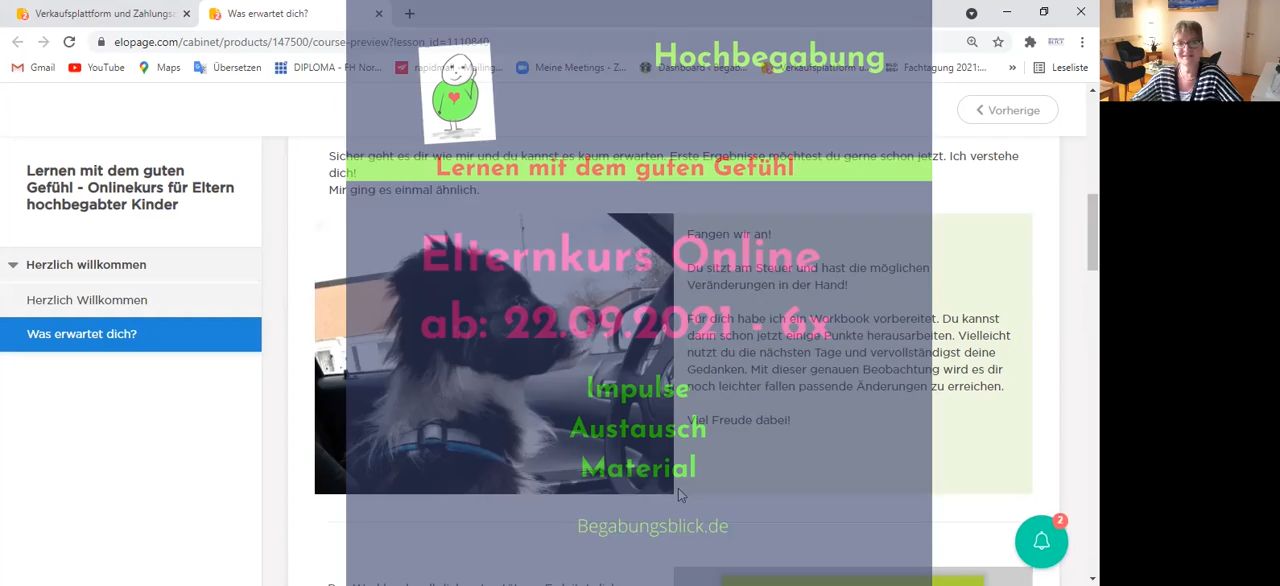 Verkaufsplattform und Zahlungsa
Was erwartet dich?
elopage.com/cabinet/products/147500/course-preview?lesson_id=1110840
Gmail
YouTube
Maps
Übersetzen
DIPLOMA - FH Nor...
Meine Meetings - Z...
Dashboard - Begab...
Fachtagung 2021:...
»
Leseliste
Hochbegabung
Vorherige
Lernen mit dem guten
Gefühl - Onlinekurs für Eltern
hochbegabter Kinder
Herzlich willkommen
Herzlich Willkommen
Was erwartet dich?
Sicher geht es dir wie mir und du kannst es kaum erwarten. Erste Ergebnisse möchtest du gerne schon jetzt. Ich verstehe
dich!
Mir ging es einmal ähnlich.
Lernen mit dem guten Gefühl
Elternkurs Online
ab: 22.09.2021 - 6x
Impulse
Austausch
Material
Begabungsblick.de
Fangen wir an!
Du sitzt am Steuer und hast die möglichen
Veränderungen in der Hand!
Für dich habe ich ein Workbook vorbereitet. Du kannst
darin schon jetzt einige Punkte herausarbeiten. Vielleicht
nutzt du die nächsten Tage und vervollständigst deine
Gedanken. Mit dieser genauen Beobachtung wird es dir
noch leichter fallen passende Änderungen zu erreichen.
Viel Freude dabei!
2